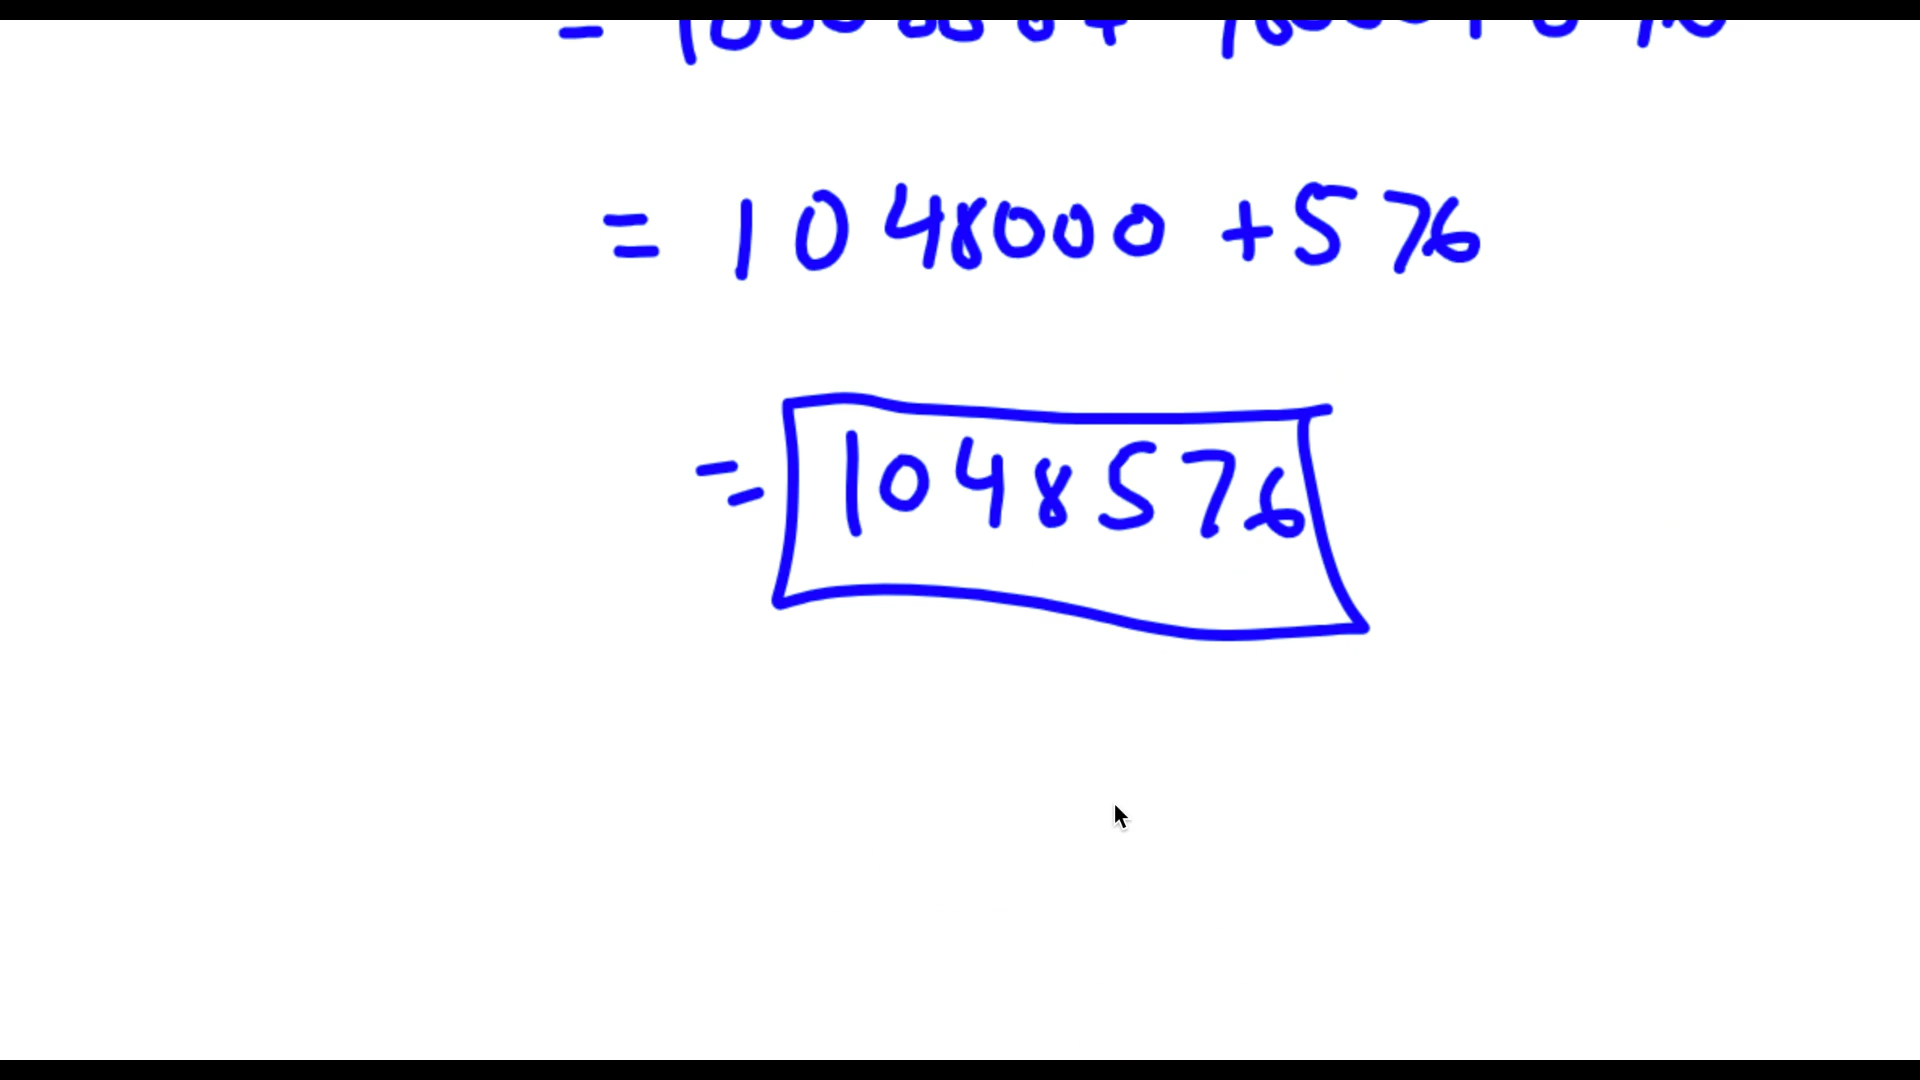 = 1048000 + 576
= 1048576